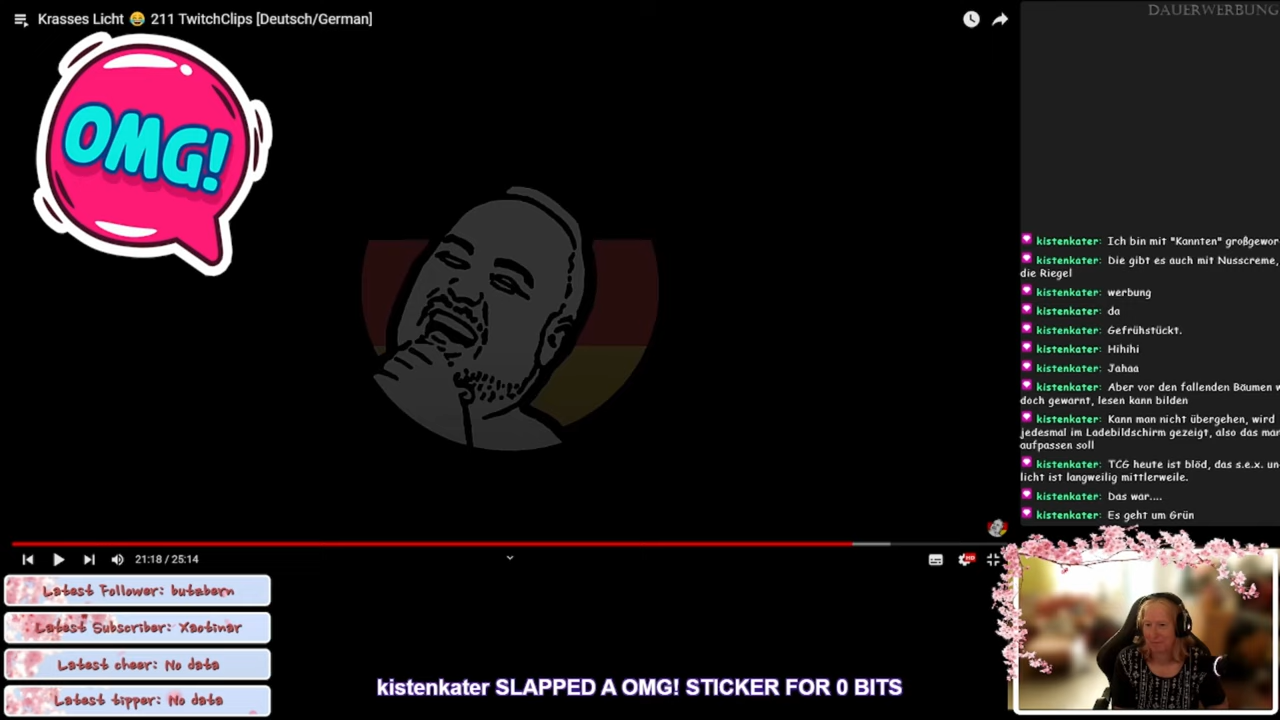 Krasses Licht 😂 211 TwitchClips [Deutsch/German]
DAUERWERBUNG
OMG!
kistenkater: Ich bin mit "Kannten" großgewor
kistenkater: Die gibt es auch mit Nusscreme,
die Riegel
kistenkater: werbung
kistenkater: da
kistenkater: Gefrühstückt.
kistenkater: Hihihi
kistenkater: Jahaa
kistenkater: Aber vor den fallenden Bäumen w
doch gewarnt, lesen kann bilden
kistenkater: Kann man nicht übergehen, wird
jedesmal im Ladebildschirm gezeigt, also das man
aufpassen soll
kistenkater: TCG heute ist blöd, das s.e.x. un
licht ist langweilig mittlerweile.
kistenkater: Das war....
kistenkater: Es geht um Grün
21:18 / 25:14
HD
Latest Follower: butzbern
Latest Subscriber: Xaotinar
Latest cheer: No data
Latest tipper: No data
kistenkater SLAPPED A OMG! STICKER FOR 0 BITS